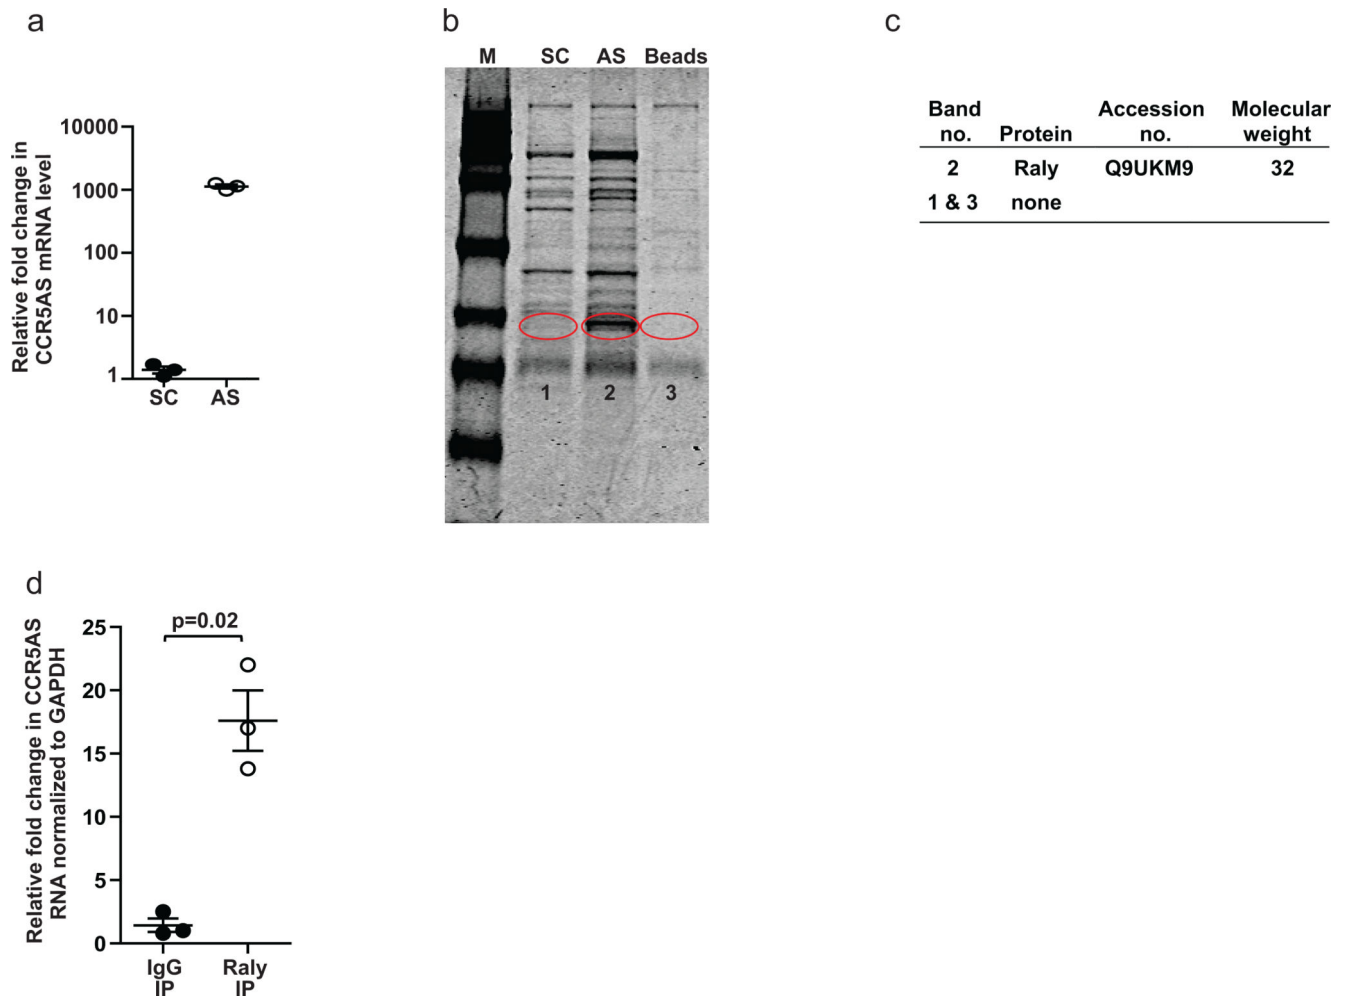 a
Relative fold change in
CCR5AS mRNA level
10000
1000
100
10
1
SC AS
b
M SC AS Beads
1 2 3
c
Band no. Protein Accession no. Molecular weight
2 Raly Q9UKM9 32
1 & 3 none
d
Relative fold change in CCR5AS
RNA normalized to GAPDH
p=0.02
25
20
15
10
5
0
IgG IP Raly IP